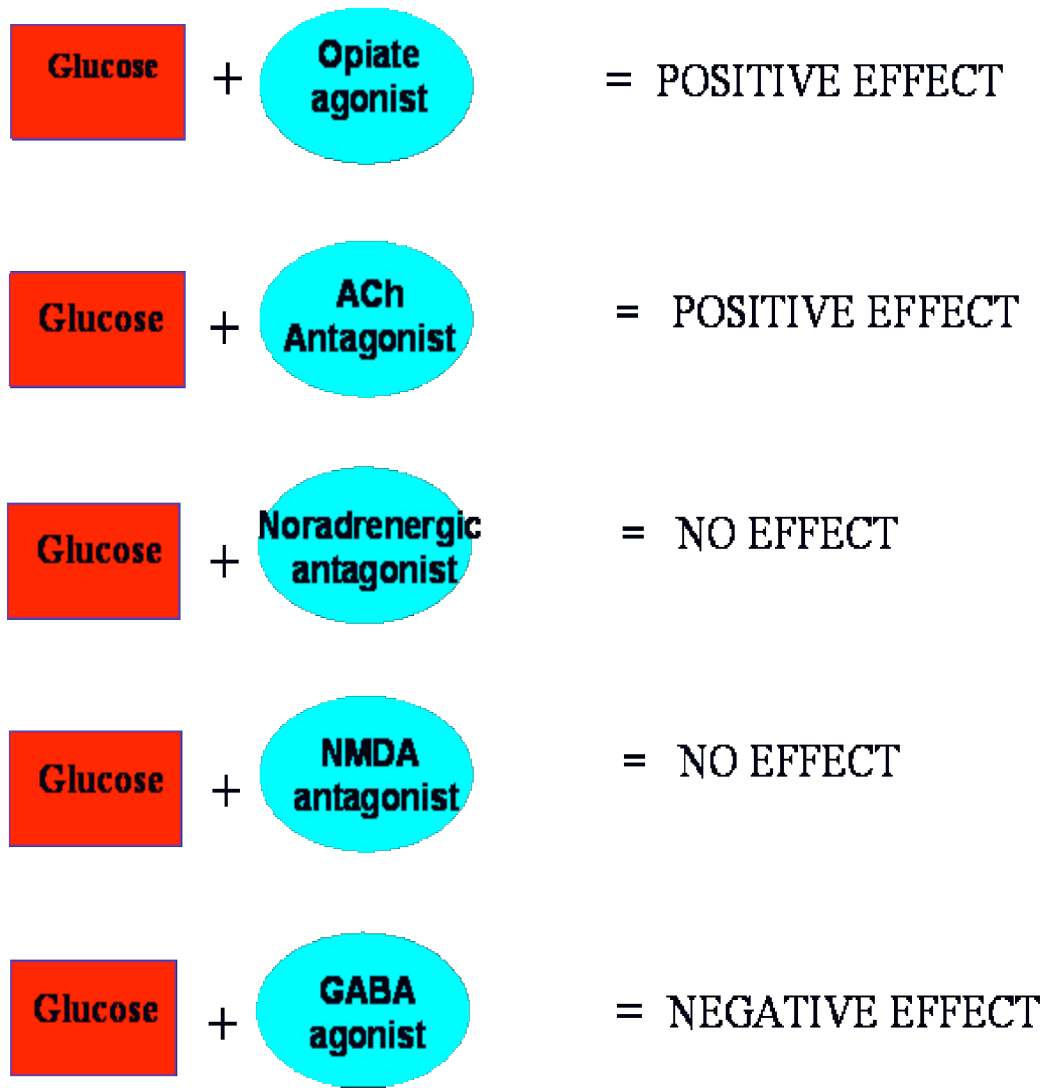 Glucose + Opiate agonist = POSITIVE EFFECT
Glucose + ACh Antagonist = POSITIVE EFFECT
Glucose + Noradrenergic antagonist = NO EFFECT
Glucose + NMDA antagonist = NO EFFECT
Glucose + GABA agonist = NEGATIVE EFFECT